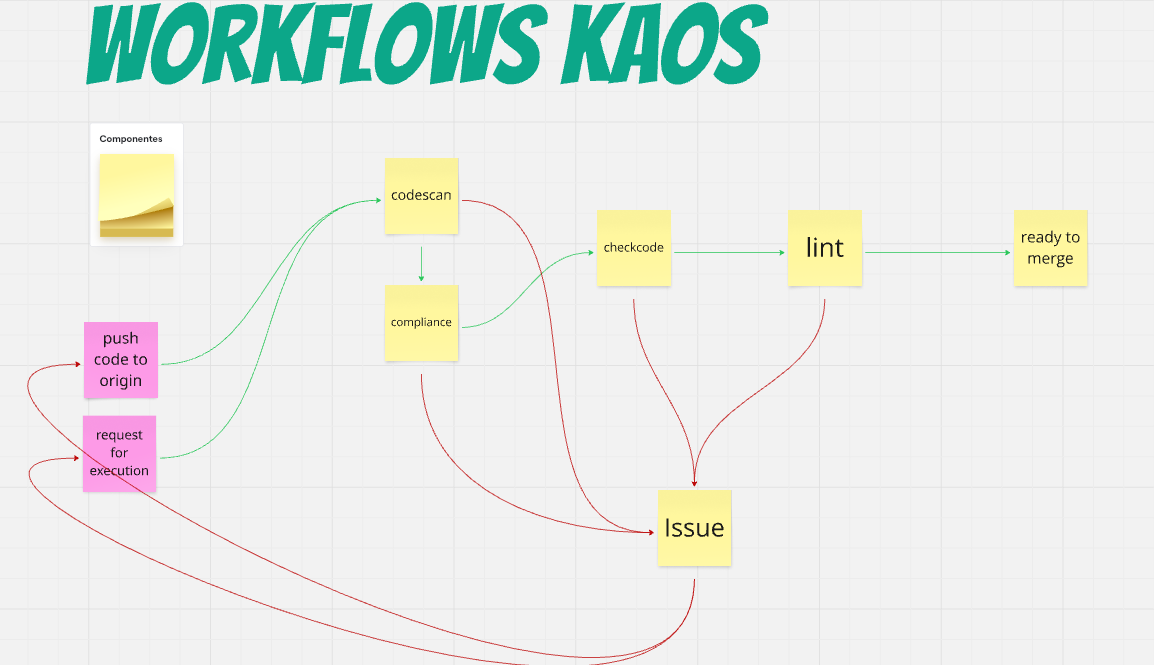 WORKFLOWS KAOS
Componentes
codescan
checkcode
lint
ready to
merge
compliance
push
code to
origin
request
for
execution
Issue